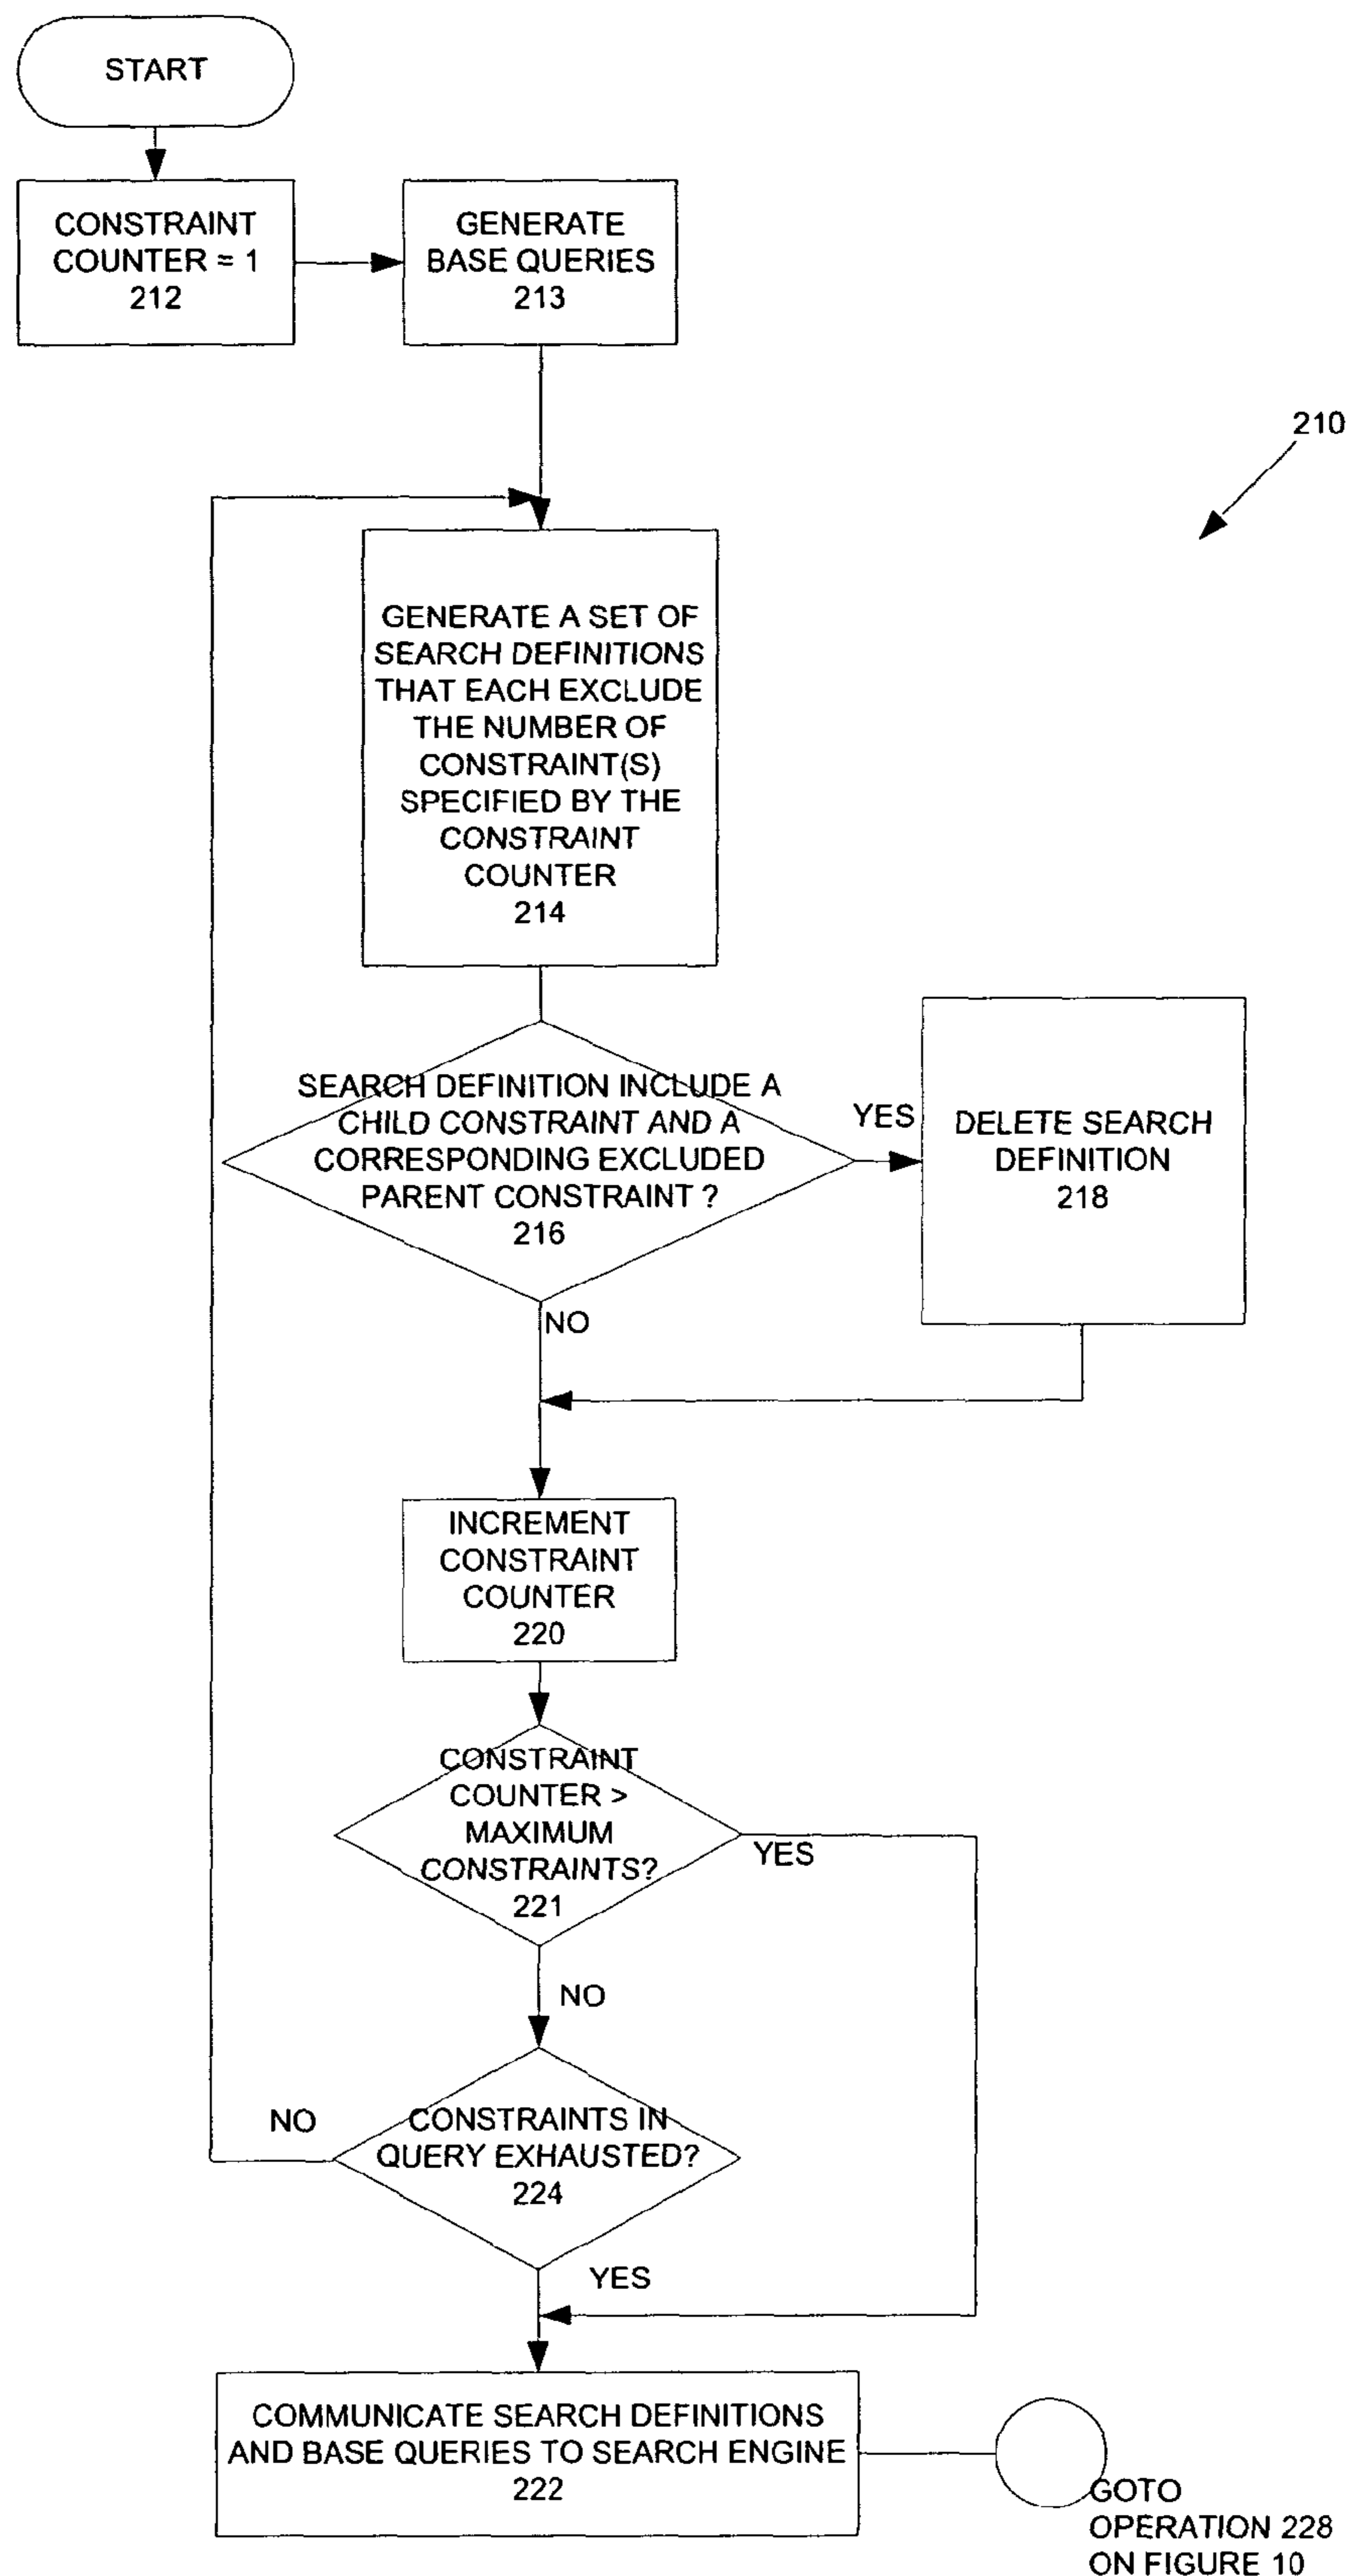 START
CONSTRAINT
COUNTER = 1
212
GENERATE
BASE QUERIES
213
210
GENERATE A SET OF
SEARCH DEFINITIONS
THAT EACH EXCLUDE
THE NUMBER OF
CONSTRAINT(S)
SPECIFIED BY THE
CONSTRAINT
COUNTER
214
SEARCH DEFINITION INCLUDE A
CHILD CONSTRAINT AND A
CORRESPONDING EXCLUDED
PARENT CONSTRAINT ?
216
YES
DELETE SEARCH
DEFINITION
218
NO
INCREMENT
CONSTRAINT
COUNTER
220
CONSTRAINT
COUNTER >
MAXIMUM
CONSTRAINTS?
221
YES
NO
CONSTRAINTS IN
QUERY EXHAUSTED?
224
NO
YES
COMMUNICATE SEARCH DEFINITIONS
AND BASE QUERIES TO SEARCH ENGINE
222
GOTO
OPERATION 228
ON FIGURE 10